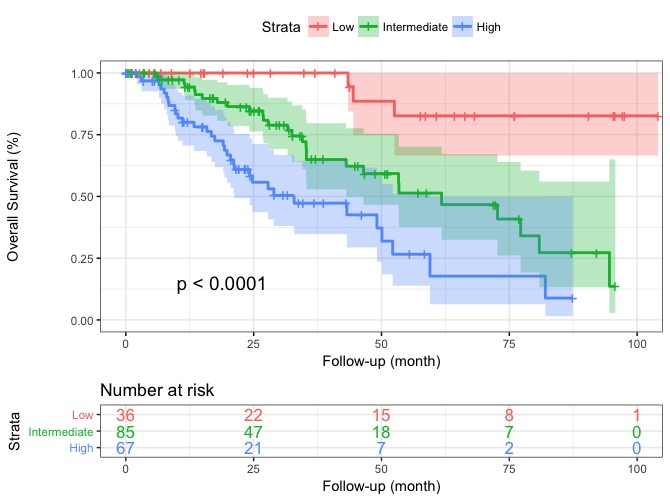 Strata Low Intermediate High
Overall Survival (%)
1.00
0.75
0.50
0.25
0.00
p < 0.0001
0 25 50 75 100
Follow-up (month)
Number at risk
Strata
Low 36 22 15 8 1
Intermediate 85 47 18 7 0
High 67 21 7 2 0
0 25 50 75 100
Follow-up (month)